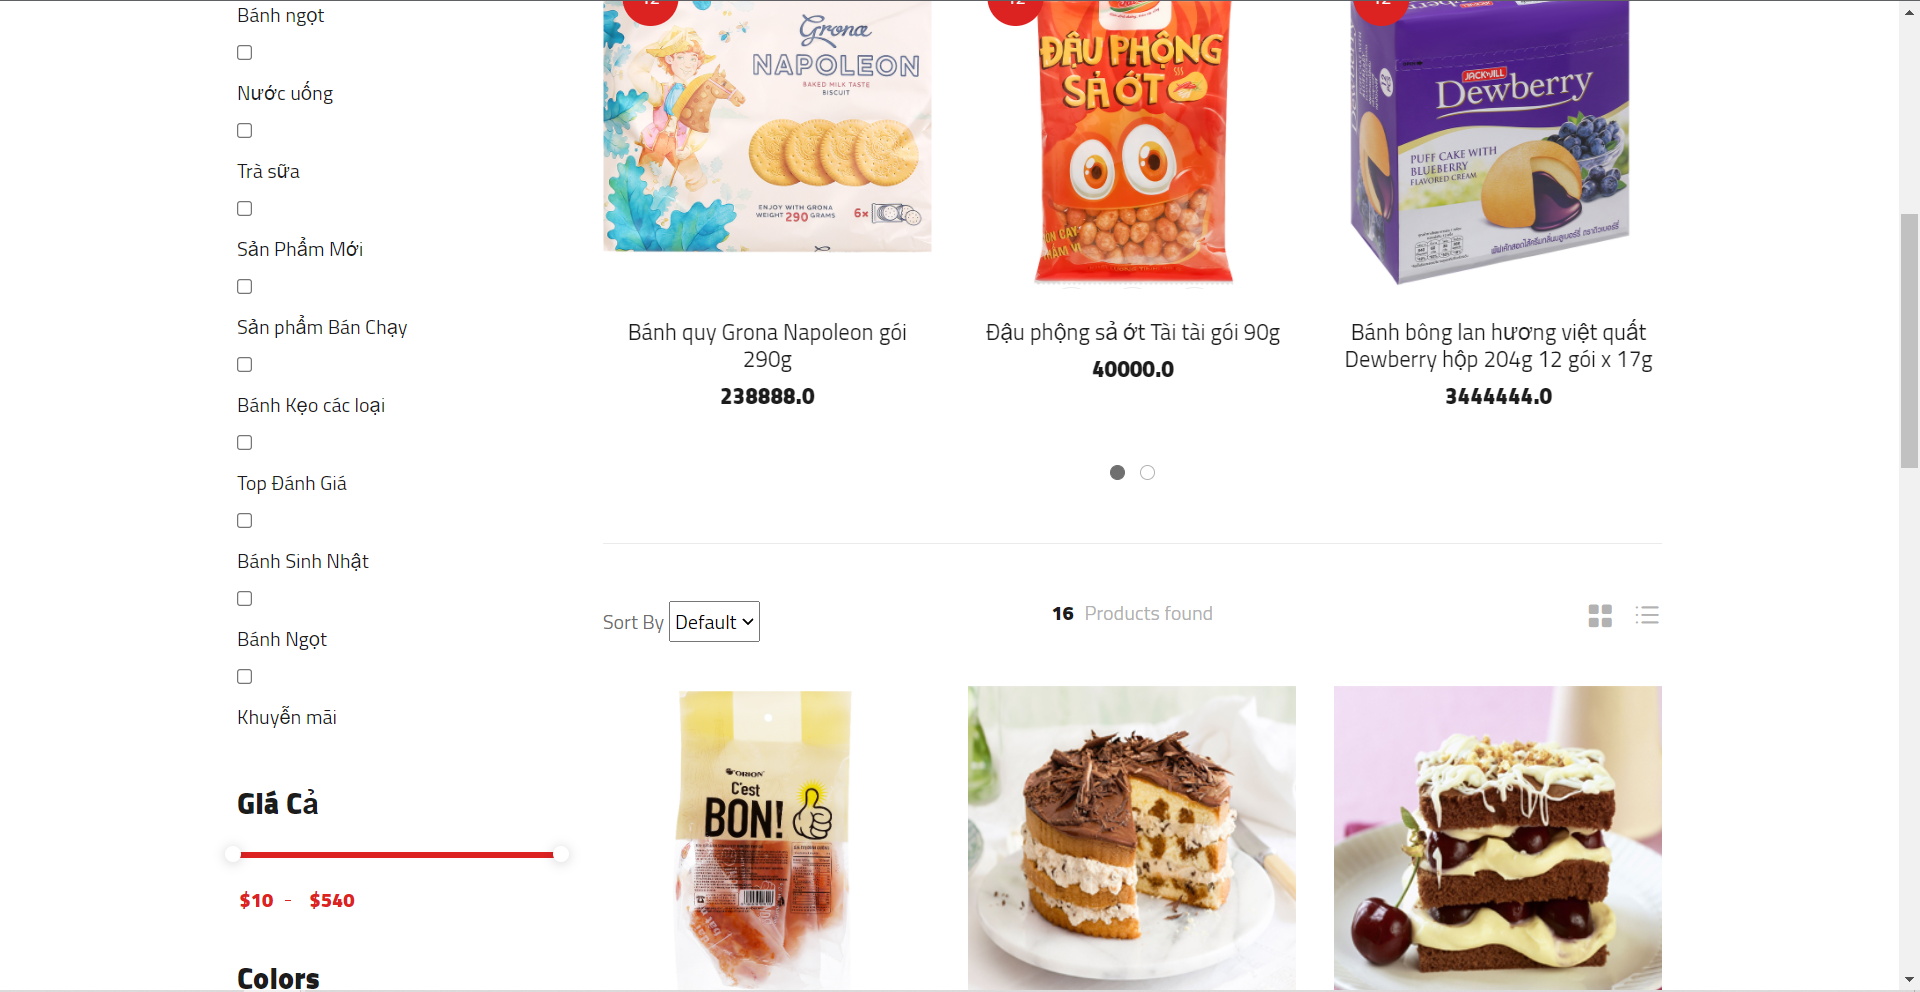 Bánh ngọt
Nước uống
Trà sữa
Sản Phẩm Mới
Sản phẩm Bán Chạy
Bánh Kẹo các loại
Top Đánh Giá
Bánh Sinh Nhật
Bánh Ngọt
Khuyễn mãi
Giá Cả
$10 - $540
Colors
Grona
NAPOLEON
BAKED MILK TASTE
BISCUIT
ENJOY WITH GRONA
WEIGHT 290 GRAMS
6x
Bánh quy Grona Napoleon gói
290g
238888.0
ĐẬU PHỘNG
SẢ ỚT
Đậu phộng sả ớt Tài tài gói 90g
40000.0
JACK'n JILL
Dewberry
PUFF CAKE WITH
BLUEBERRY
FLAVORED CREAM
Bánh bông lan hương việt quất
Dewberry hộp 204g 12 gói x 17g
3444444.0
Sort By Default
16 Products found
ORION
C'est
BON!